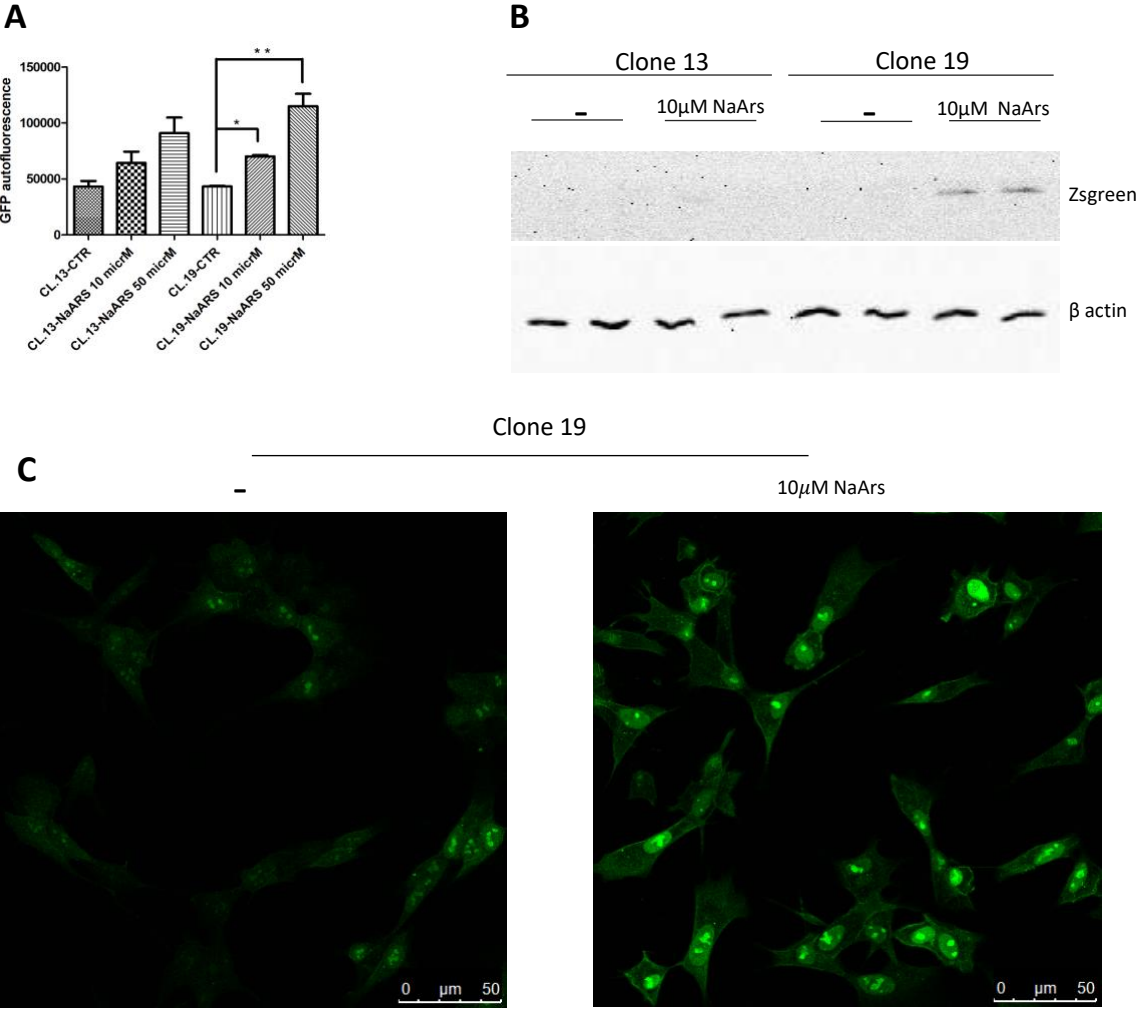 A
150000
100000
50000
0
GFP autofluorescence
* *
*
CL.13-CTR
CL.13-NaARS 10 micrM
CL.13-NaARS 50 micrM
CL.19-CTR
CL.19-NaARS 10 micrM
CL.19-NaARS 50 micrM
B
Clone 13
Clone 19
-
10μM NaArs
-
10μM NaArs
Zsgreen
β actin
Clone 19
C
-
10μM NaArs
0 μm 50
0 μm 50